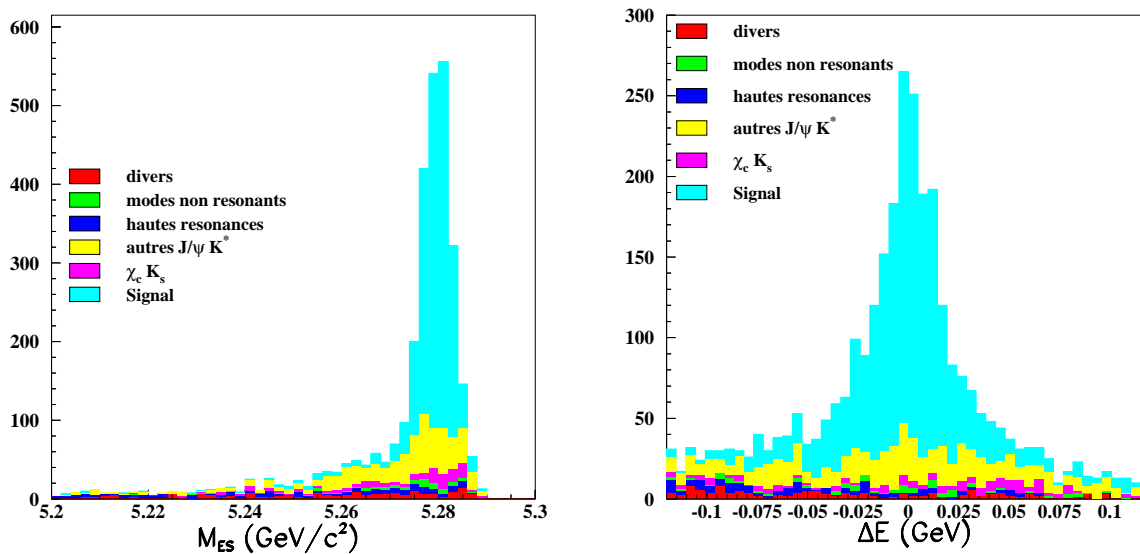 600
500
400
300
200
100
0
divers
modes non resonants
hautes resonances
autres J/ψ K*
χc Ks
Signal
5.2
5.22
5.24
5.26
5.28
5.3
MES (GeV/c²)
300
250
200
150
100
50
0
divers
modes non resonants
hautes resonances
autres J/ψ K*
χc Ks
Signal
-0.1
-0.075
-0.05
-0.025
0
0.025
0.05
0.075
0.1
ΔE (GeV)